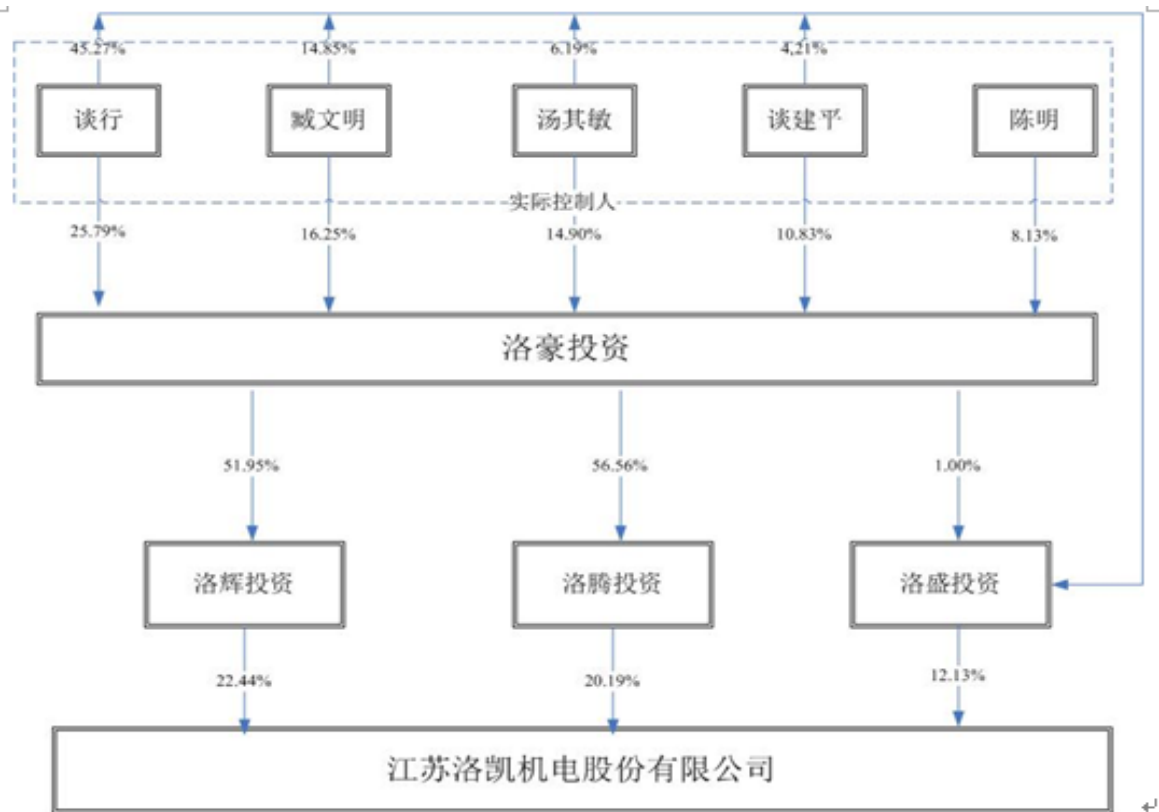 45.27%
14.85%
6.19%
4,21%
谈行
臧文明
汤其敏
谈建平
陈明
实际控制人
25.79%
16.25%
14.90%
10.83%
8.13%
洛豪投资
51.95%
56.56%
1.00%
洛辉投资
洛腾投资
洛盛投资
22.44%
20.19%
12.13%
江苏洛凯机电股份有限公司